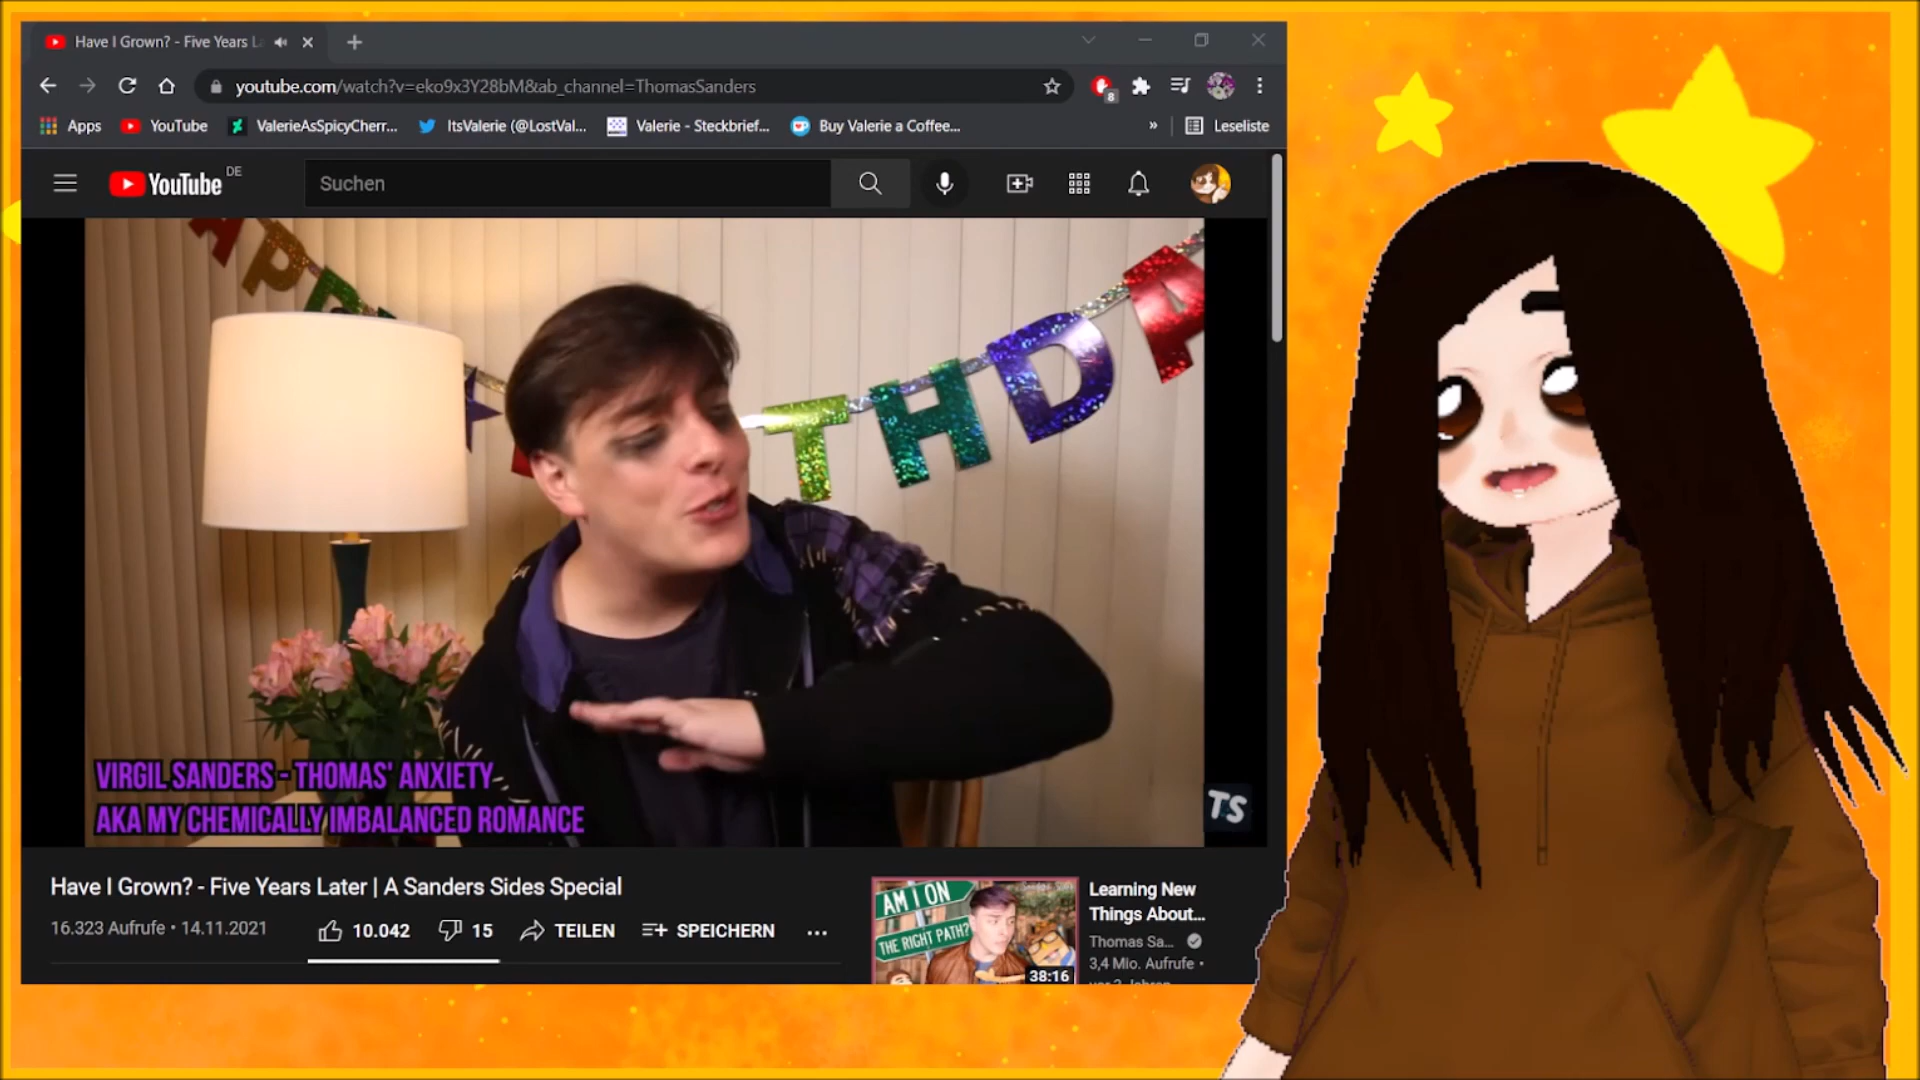 Have I Grown? - Five Years La
youtube.com/watch?v=eko9x3Y28bM&ab_channel=ThomasSanders
8
Apps YouTube ValerieAsSpicyCherr... ItsValerie (@LostVal... Valerie - Steckbrief... Buy Valerie a Coffee... » Leseliste
YouTube DE
Suchen
APP
THDA
VIRGIL SANDERS - THOMAS' ANXIETY
AKA MY CHEMICALLY IMBALANCED ROMANCE
TS
Have I Grown? - Five Years Later | A Sanders Sides Special
16.323 Aufrufe • 14.11.2021
10.042 15 TEILEN SPEICHERN ...
AM I ON
THE RIGHT PATH?
38:16
Learning New
Things About...
Thomas Sa...
3,4 Mio. Aufrufe •